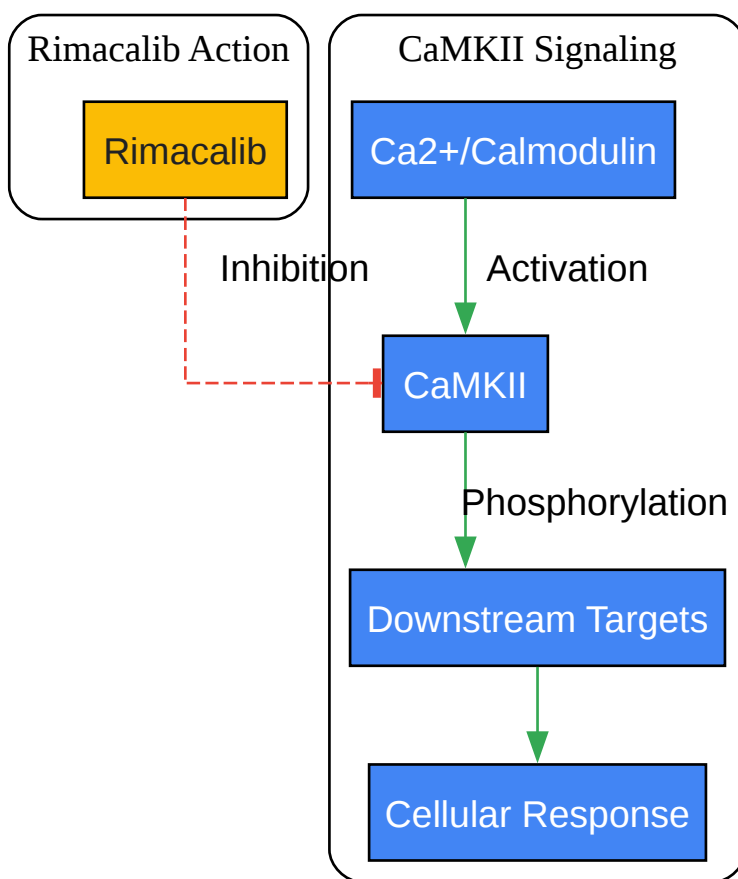 Rimacalib Action
CaMKII Signaling
Rimacalib
Ca2+/Calmodulin
Inhibition
Activation
CaMKII
Phosphorylation
Downstream Targets
Cellular Response